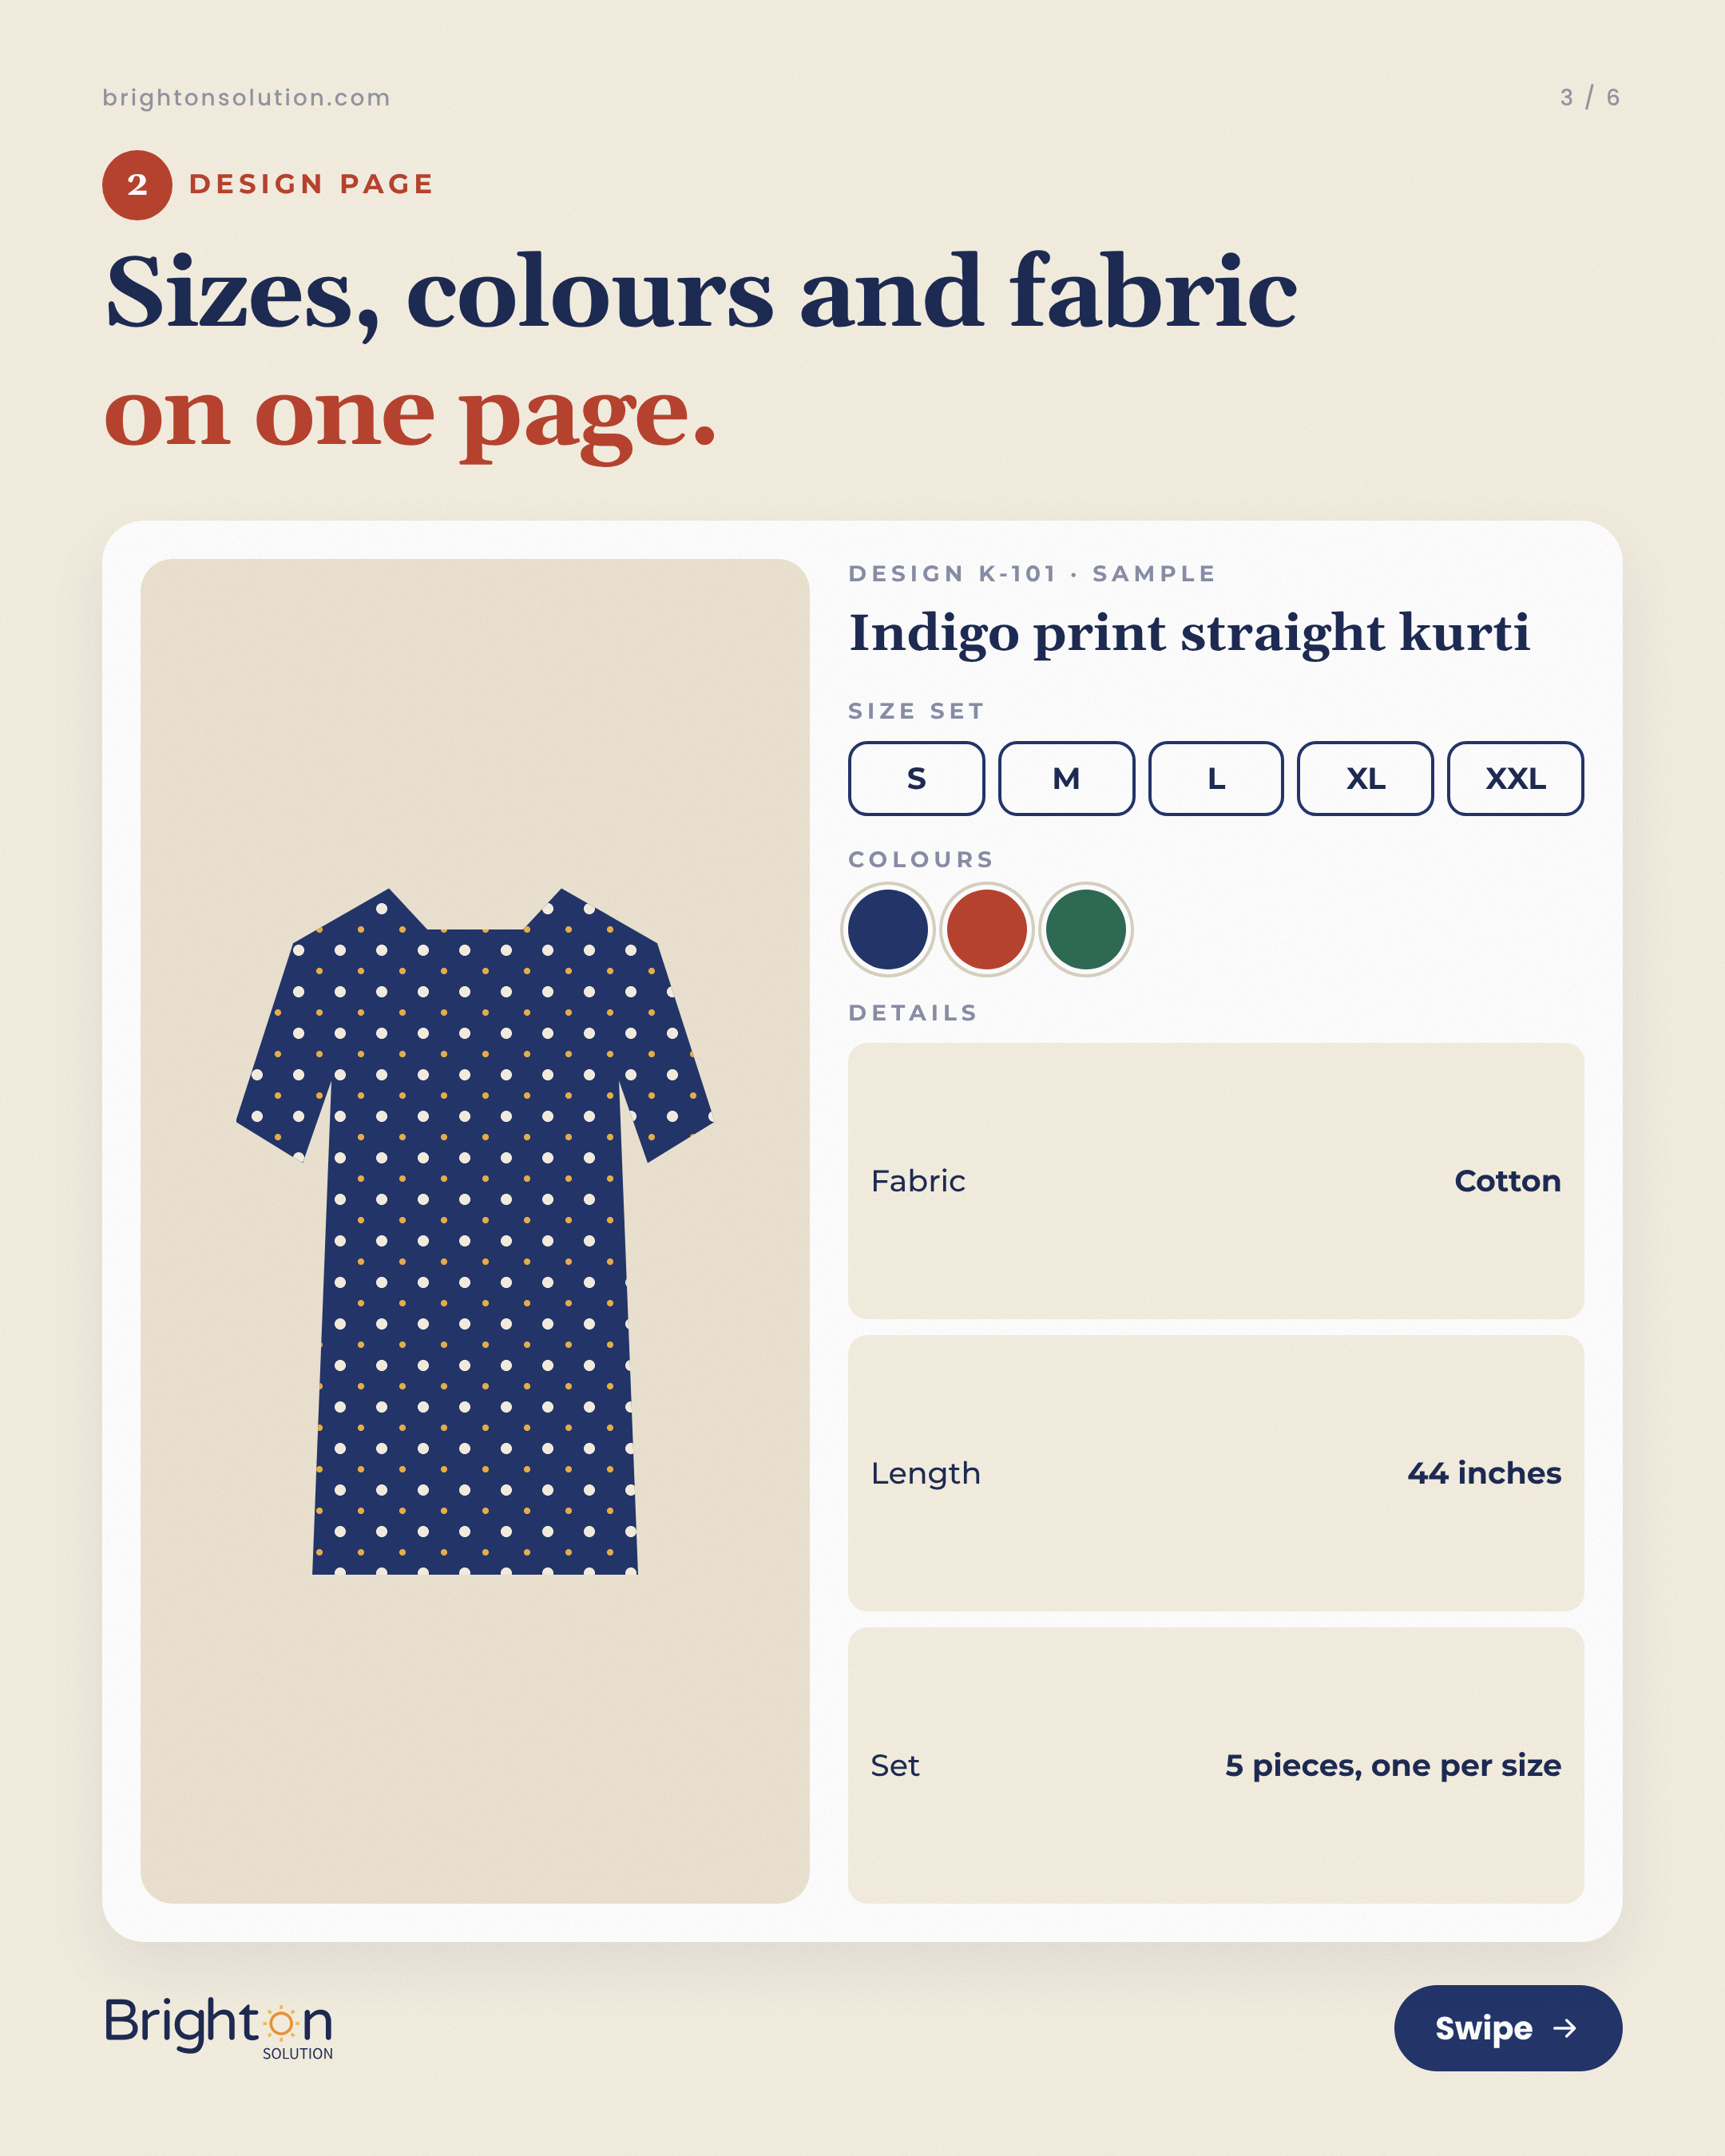 brightonsolution.com
3 / 6
2 DESIGN PAGE
Sizes, colours and fabric
on one page.
DESIGN K-101 · SAMPLE
Indigo print straight kurti
SIZE SET
S M L XL XXL
COLOURS
DETAILS
Fabric Cotton
Length 44 inches
Set 5 pieces, one per size
Brighton
SOLUTION
Swipe →